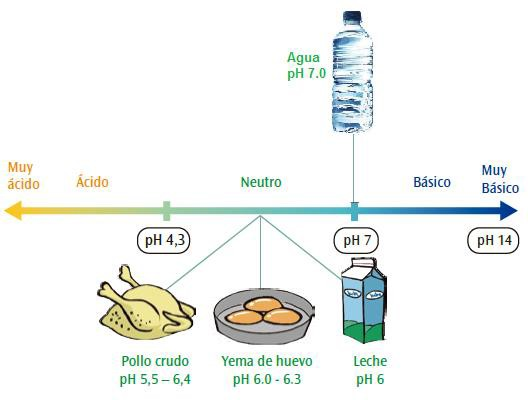 Agua
pH 7.0
Muy
ácido
Ácido
Neutro
Básico
Muy
Básico
pH 4,3
pH 7
pH 14
Pollo crudo
pH 5,5 – 6,4
Yema de huevo
pH 6.0 - 6.3
Leche
pH 6